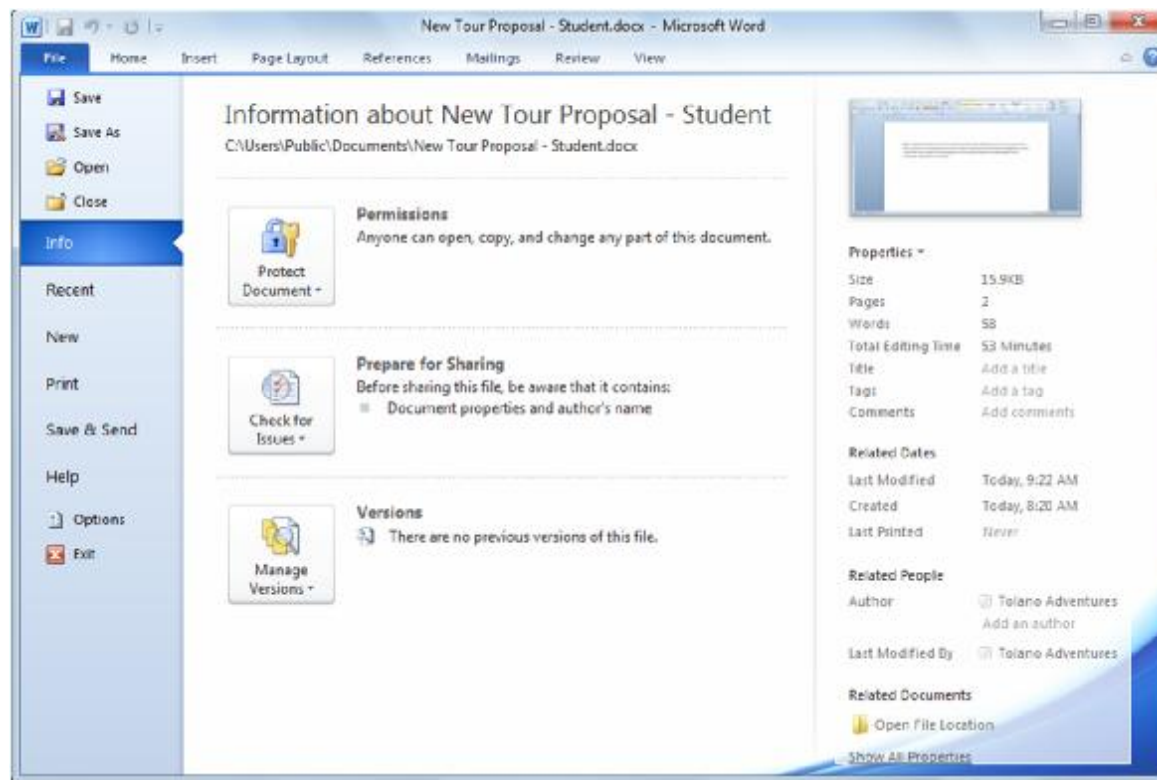 New Tour Proposal - Student.docx - Microsoft Word
File Home Insert Page Layout References Mailings Review View
Save
Save As
Open
Close
Info
Recent
New
Print
Save & Send
Help
Options
Exit
Information about New Tour Proposal - Student
C:\Users\Public\Documents\New Tour Proposal - Student.docx
Protect
Document
Permissions
Anyone can open, copy, and change any part of this document.
Check for
Issues
Prepare for Sharing
Before sharing this file, be aware that it contains:
Document properties and author's name
Manage
Versions
Versions
There are no previous versions of this file.
Properties
Size 15.9KB
Pages 2
Words 58
Total Editing Time 53 Minutes
Title Add a title
Tags Add a tag
Comments Add comments
Related Dates
Last Modified Today, 9:22 AM
Created Today, 8:20 AM
Last Printed Never
Related People
Author Tolano Adventures
Add an author
Last Modified By Tolano Adventures
Related Documents
Open File Location
Show All Properties